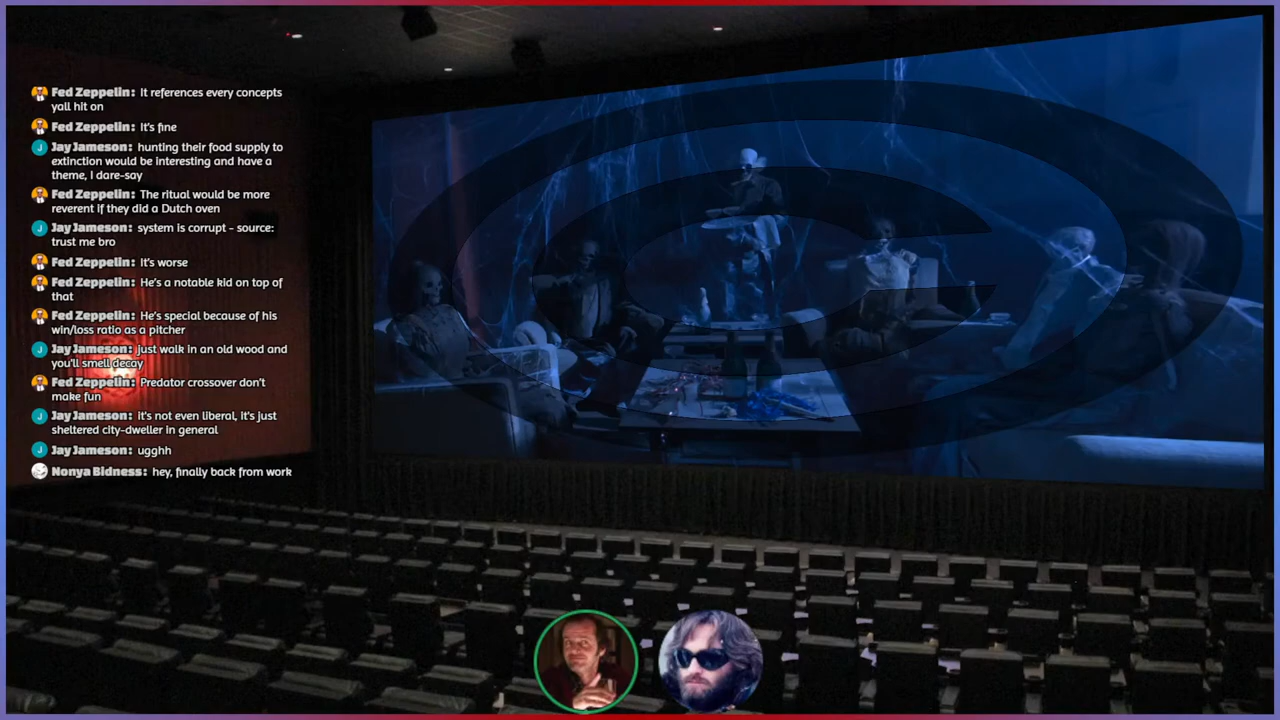 Fed Zeppelin: It references every concepts
yall hit on
Fed Zeppelin: It's fine
Jay Jameson: hunting their food supply to
extinction would be interesting and have a
theme, I dare-say
Fed Zeppelin: The ritual would be more
reverent if they did a Dutch oven
Jay Jameson: system is corrupt - source:
trust me bro
Fed Zeppelin: It's worse
Fed Zeppelin: He's a notable kid on top of
that
Fed Zeppelin: He's special because of his
win/loss ratio as a pitcher
Jay Jameson: just walk in an old wood and
you'll smell decay
Fed Zeppelin: Predator crossover don't
make fun
Jay Jameson: it's not even liberal, it's just
sheltered city-dweller in general
Jay Jameson: ugghh
Nonya Bidness: hey, finally back from work